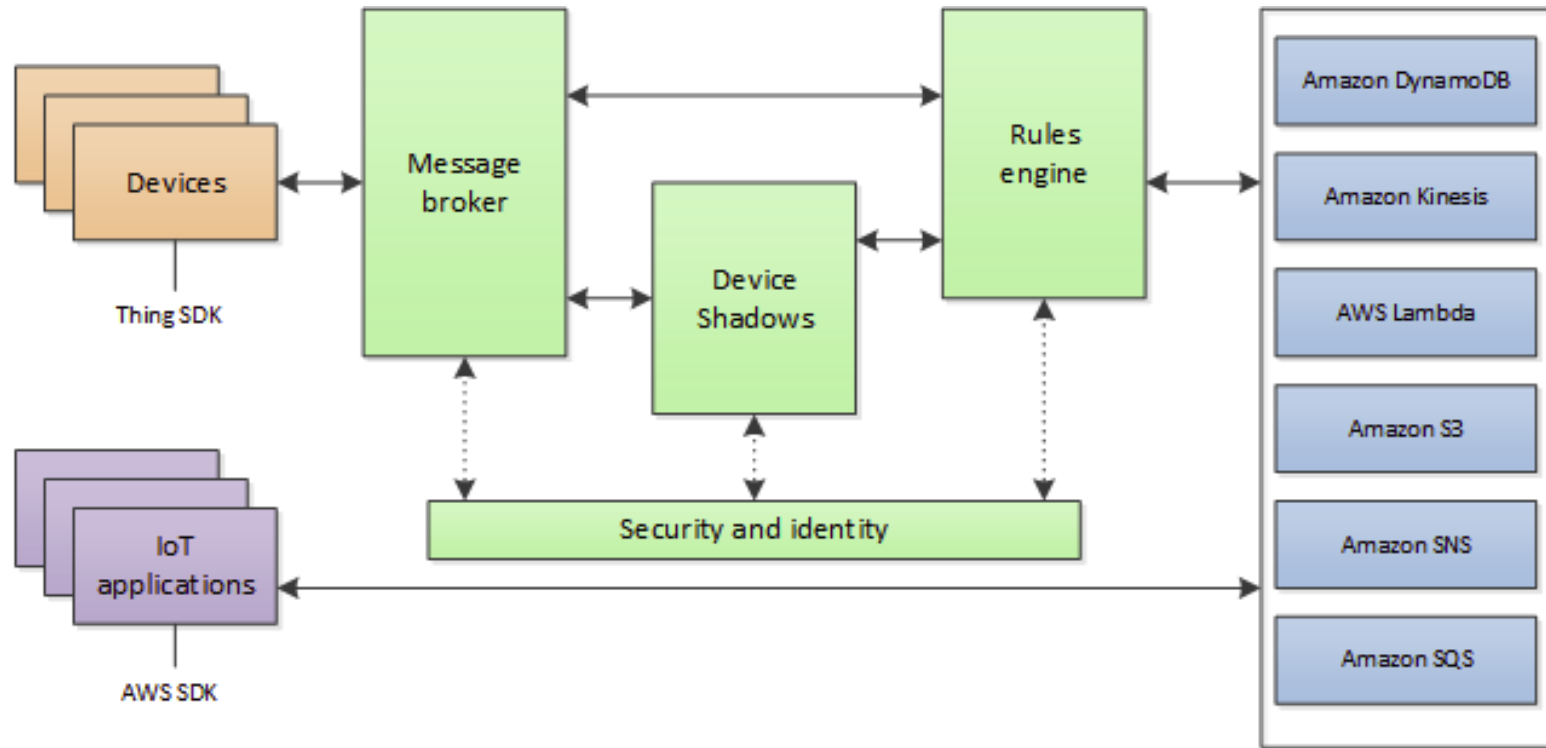 Devices
Thing SDK
Message
broker
Device
Shadows
Rules
engine
Security and identity
IoT
applications
AWS SDK
Amazon DynamoDB
Amazon Kinesis
AWS Lambda
Amazon S3
Amazon SNS
Amazon SQS